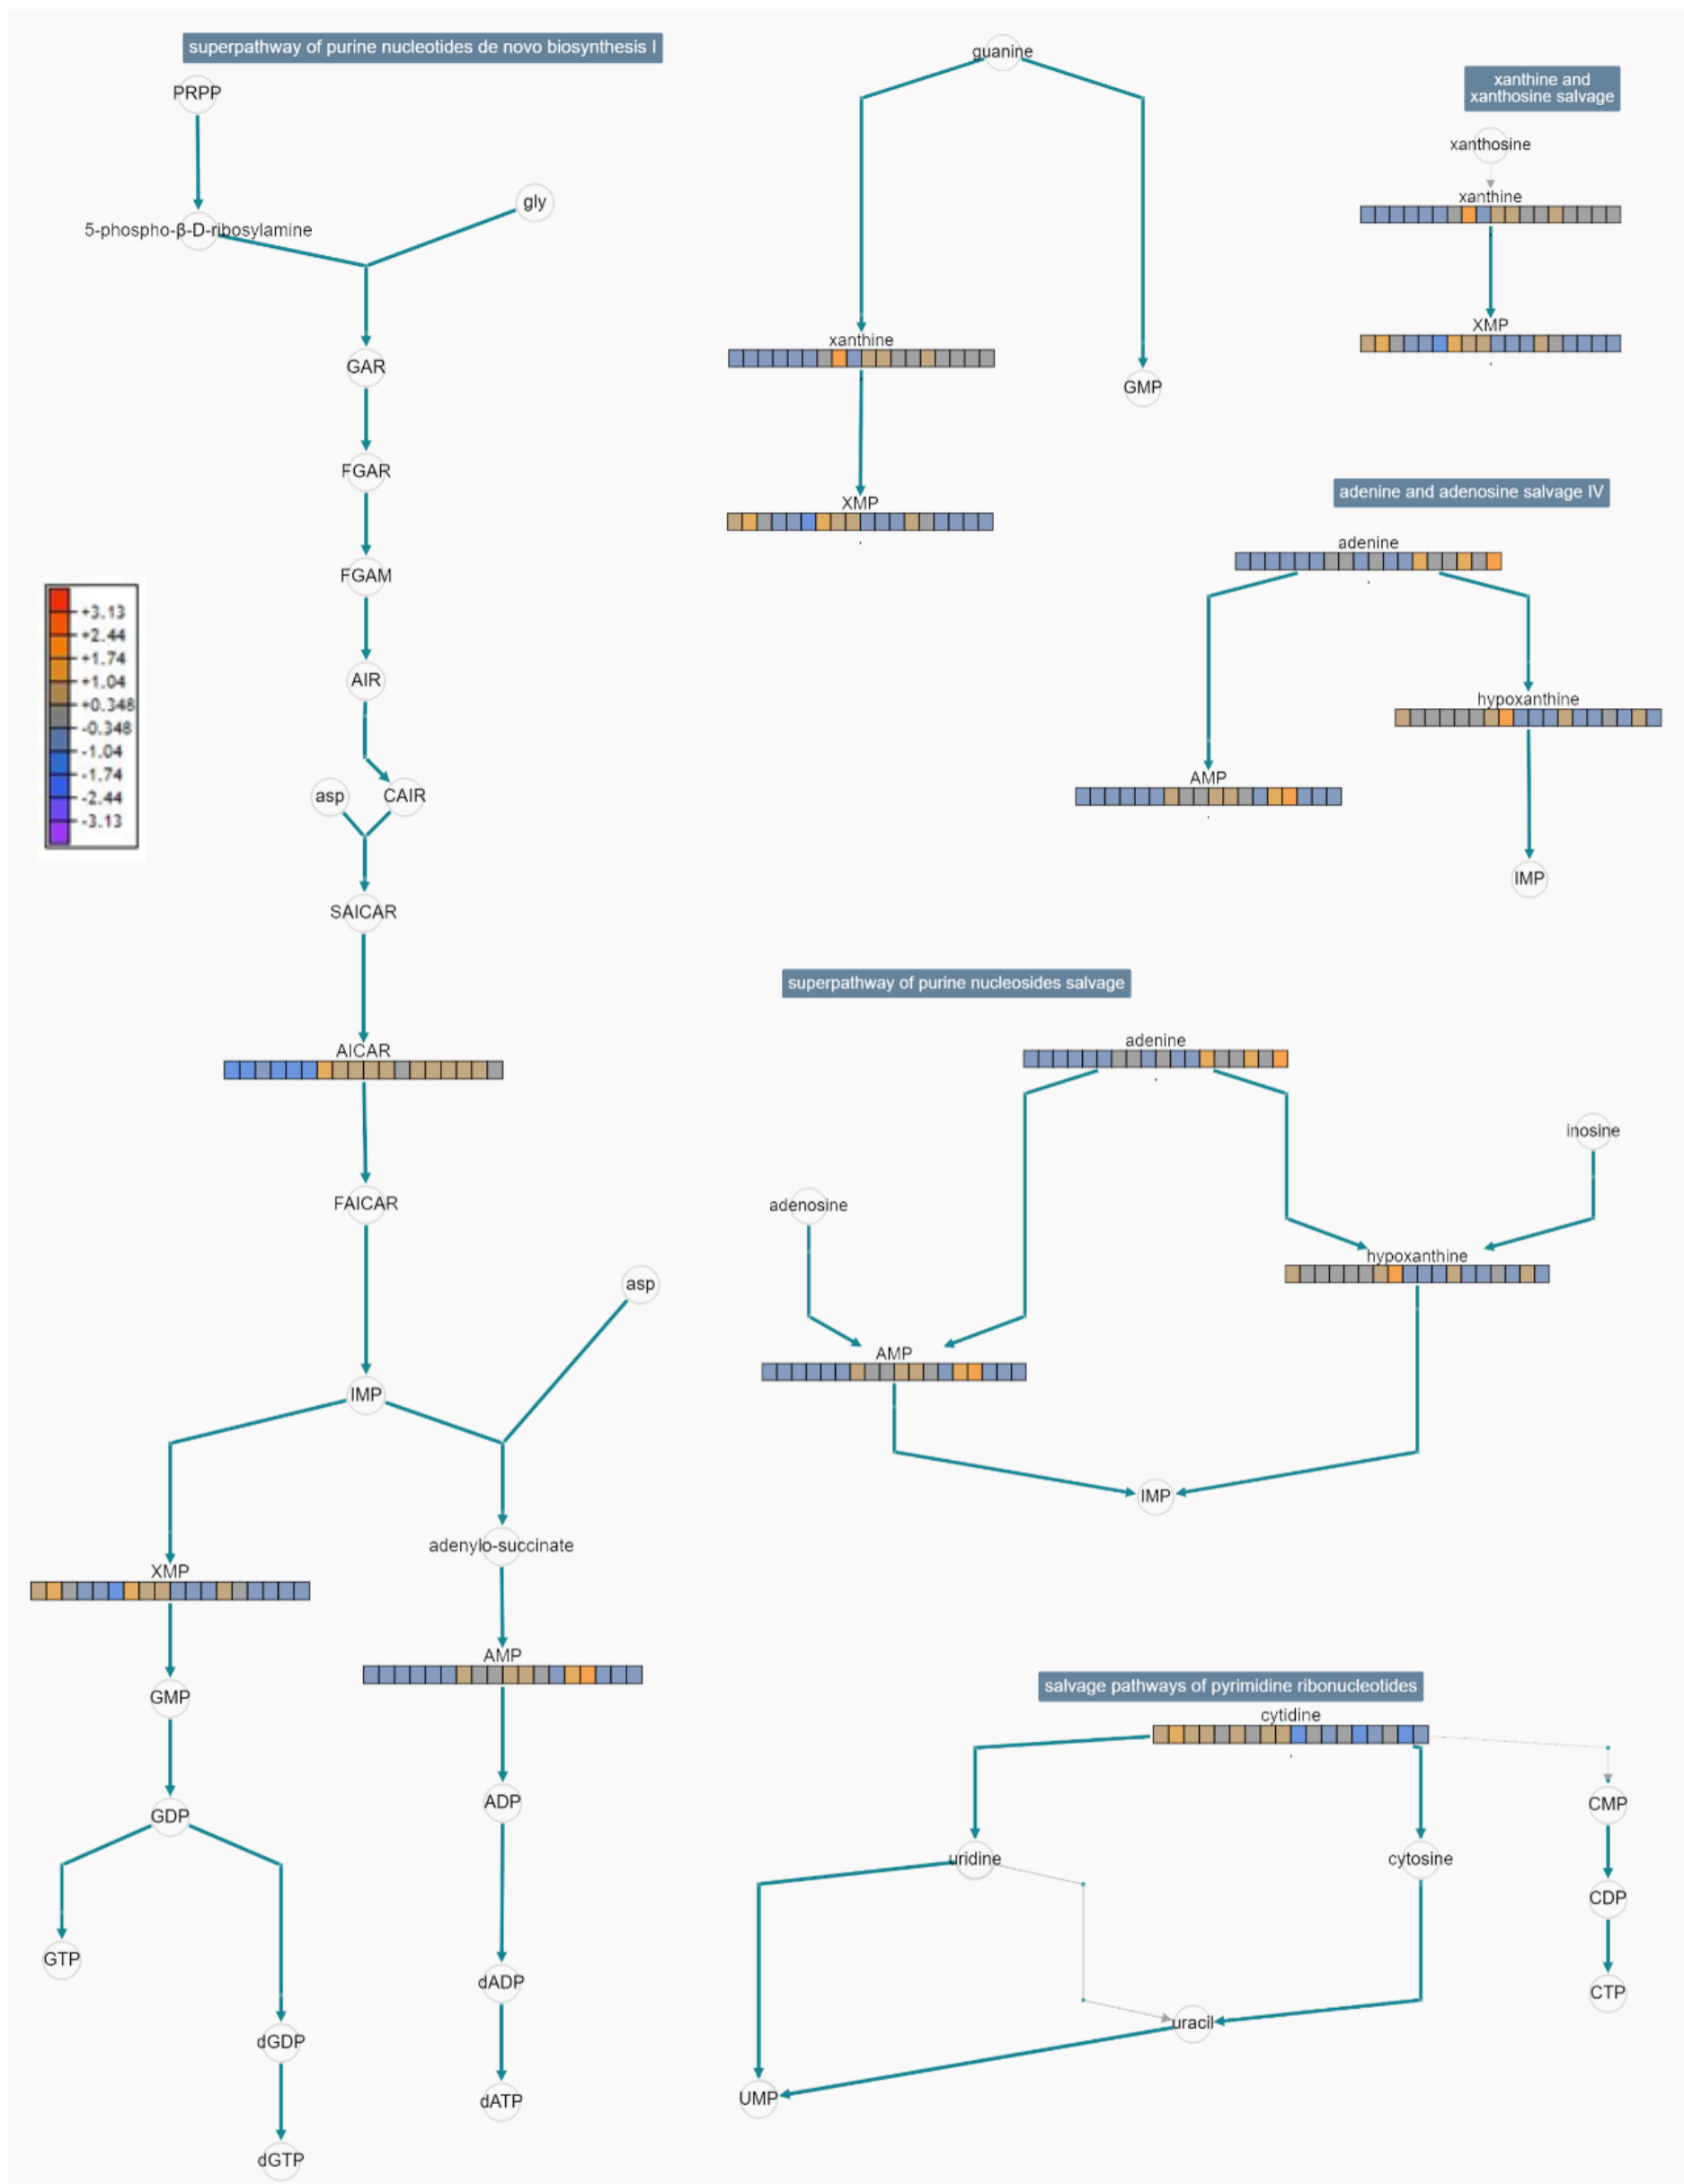 superpathway of purine nucleotides de novo biosynthesis I
PRPP
gly
5-phospho-β-D-ribosylamine
GAR
FGAR
FGAM
AIR
asp
CAIR
SAICAR
AICAR
FAICAR
asp
IMP
adenylo-succinate
XMP
AMP
GMP
ADP
GDP
GTP
dADP
dGDP
dATP
dGTP
+3.13
+2.44
+1.74
+1.04
+0.348
-0.348
-1.04
-1.74
-2.44
-3.13
guanine
xanthine
GMP
XMP
xanthine and
xanthosine salvage
xanthosine
xanthine
XMP
adenine and adenosine salvage IV
adenine
hypoxanthine
AMP
IMP
superpathway of purine nucleosides salvage
adenine
inosine
adenosine
hypoxanthine
AMP
IMP
salvage pathways of pyrimidine ribonucleotides
cytidine
CMP
uridine
cytosine
CDP
CTP
uracil
UMP